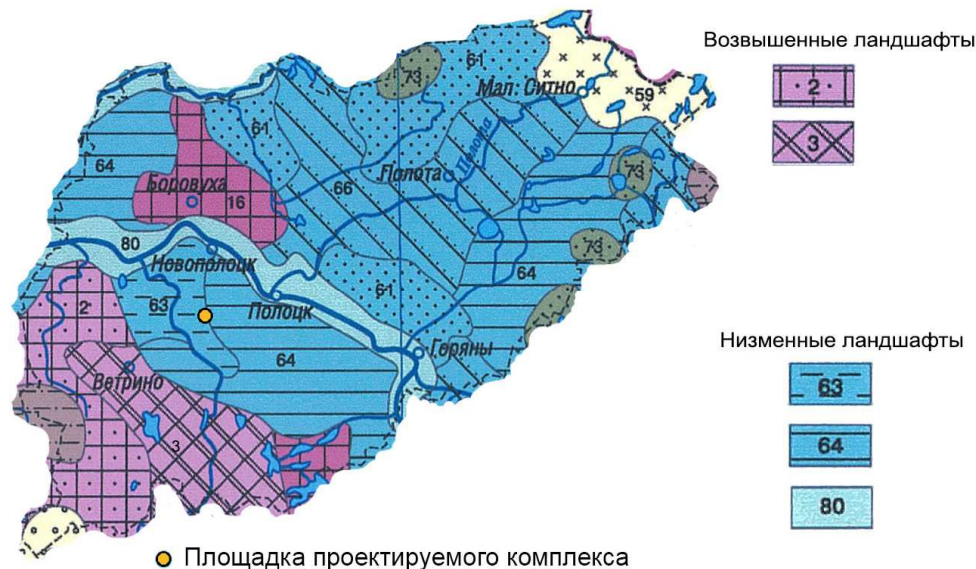 Возвышенные ландшафты
2
3
Низменные ландшафты
63
64
80
73
61
Мал. Ситно
59
61
64
66
Полота
Полота
73
Боровуха
16
80
73
Новополоцк
64
2
63
Полоцк
61
64
Горяны
Ветрино
3
Площадка проектируемого комплекса